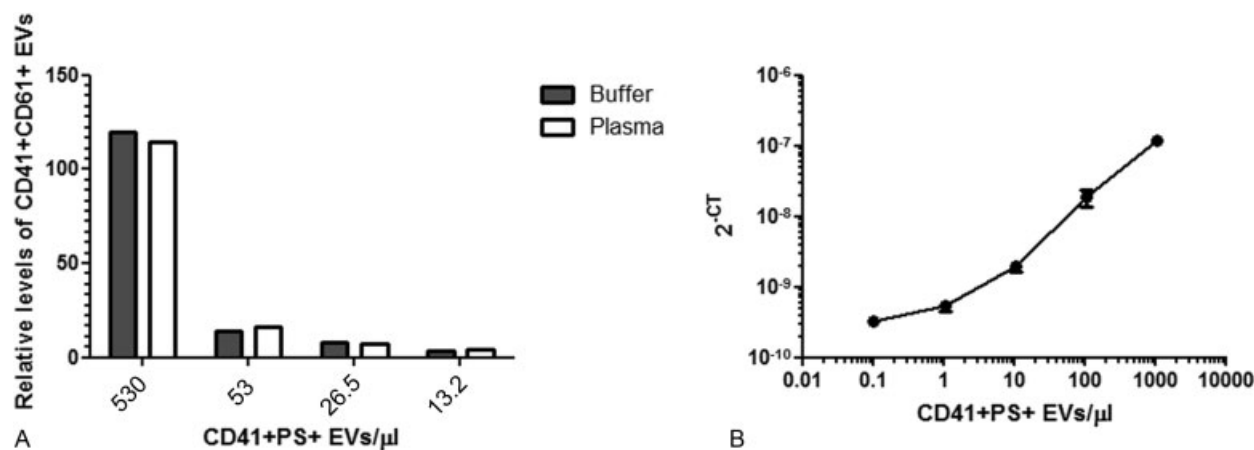 Relative levels of CD41+CD61+ EVs
150
100
50
0
530
53
26.5
13.2
CD41+PS+ EVs/µl
Buffer
Plasma
A
2^-CT
10^-6
10^-7
10^-8
10^-9
10^-10
0.01
0.1
1
10
100
1000
10000
CD41+PS+ EVs/µl
B